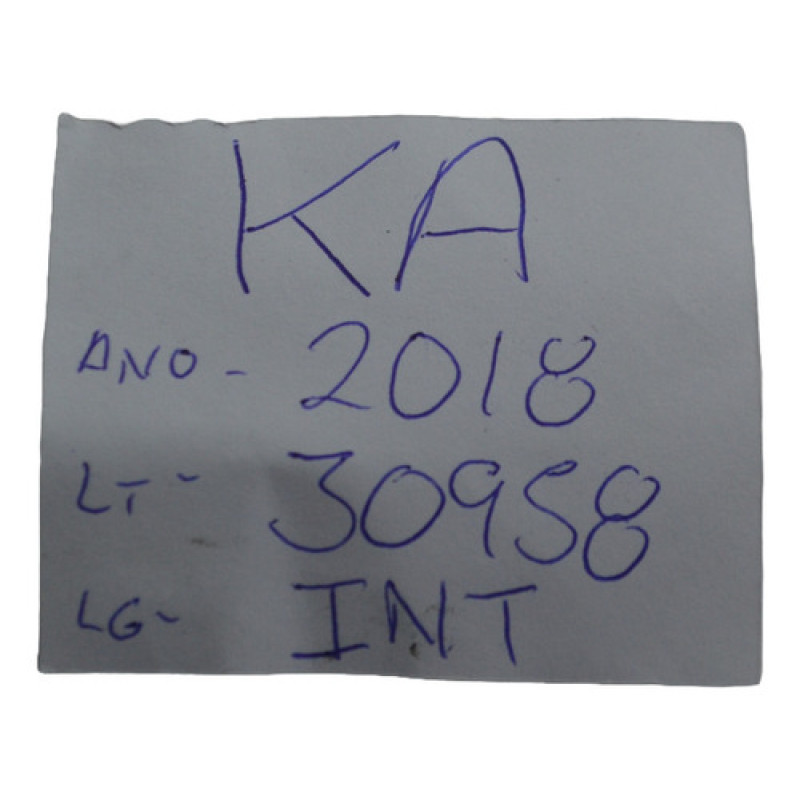 KA
ANO - 2018
LT - 30958
LG - INT